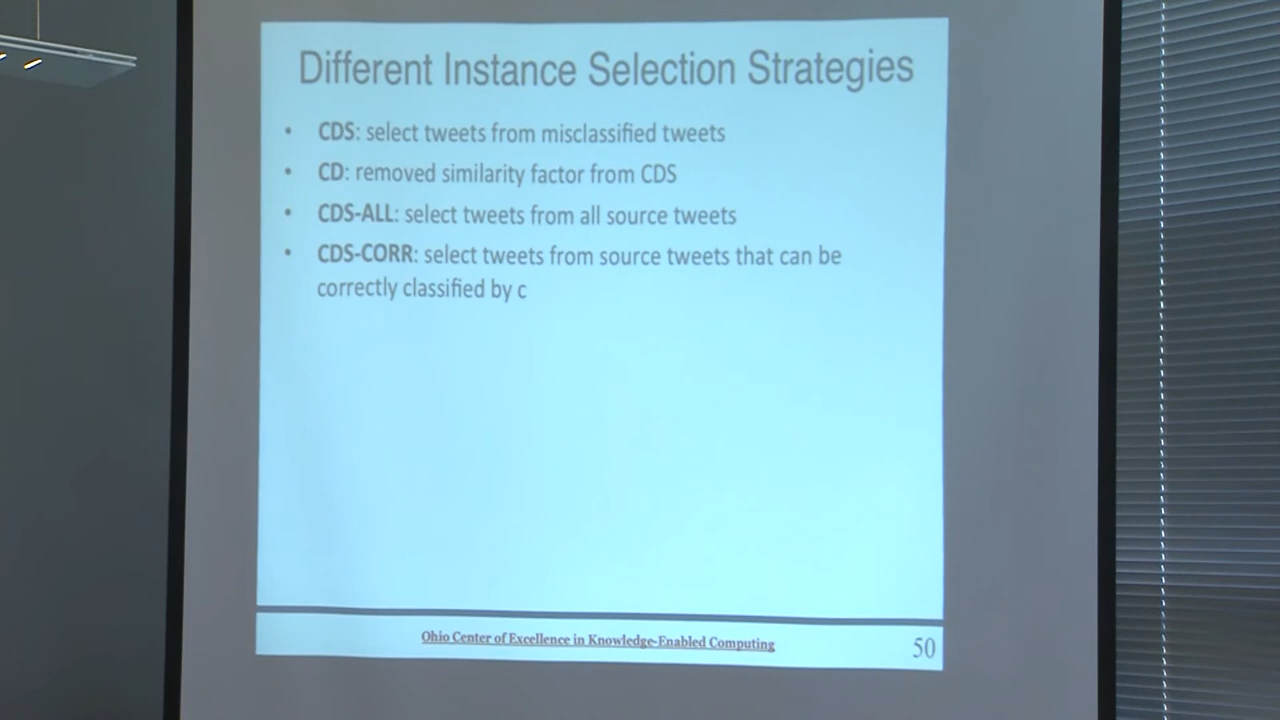 Different Instance Selection Strategies
• CDS: select tweets from misclassified tweets
• CD: removed similarity factor from CDS
• CDS-ALL: select tweets from all source tweets
• CDS-CORR: select tweets from source tweets that can be
correctly classified by c
Ohio Center of Excellence in Knowledge-Enabled Computing
50